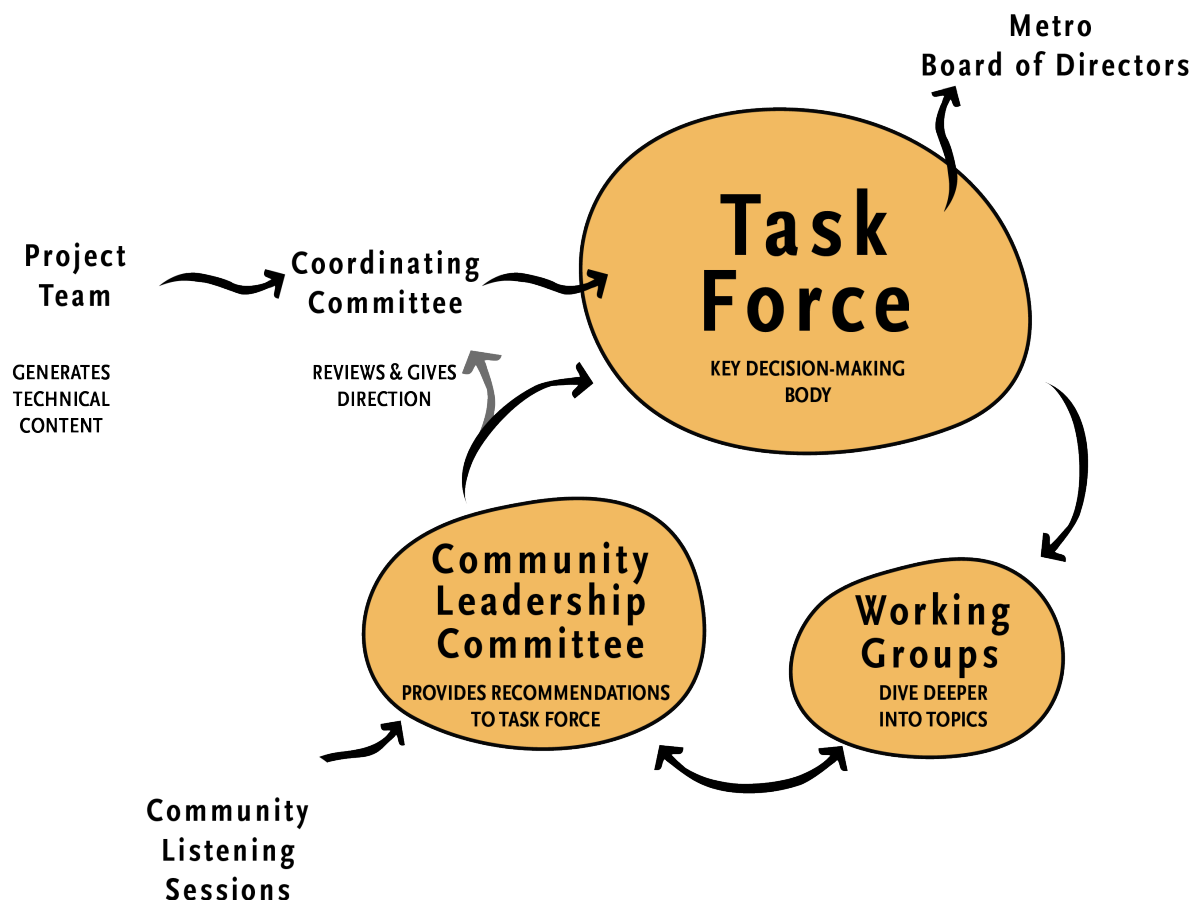 Metro
Board of Directors
Task
Force
KEY DECISION-MAKING
BODY
Project
Team
GENERATES
TECHNICAL
CONTENT
Coordinating
Committee
REVIEWS & GIVES
DIRECTION
Community
Leadership
Committee
PROVIDES RECOMMENDATIONS
TO TASK FORCE
Working
Groups
DIVE DEEPER
INTO TOPICS
Community
Listening
Sessions